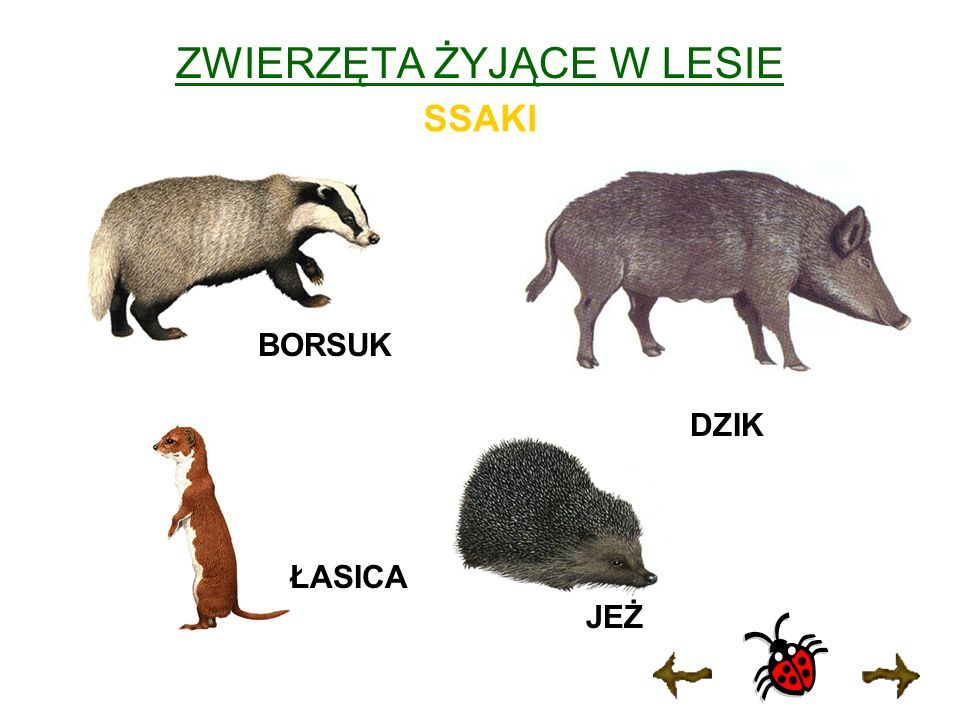 ZWIERZĘTA ŻYJĄCE W LESIE
SSAKI
BORSUK
DZIK
ŁASICA
JEŻ